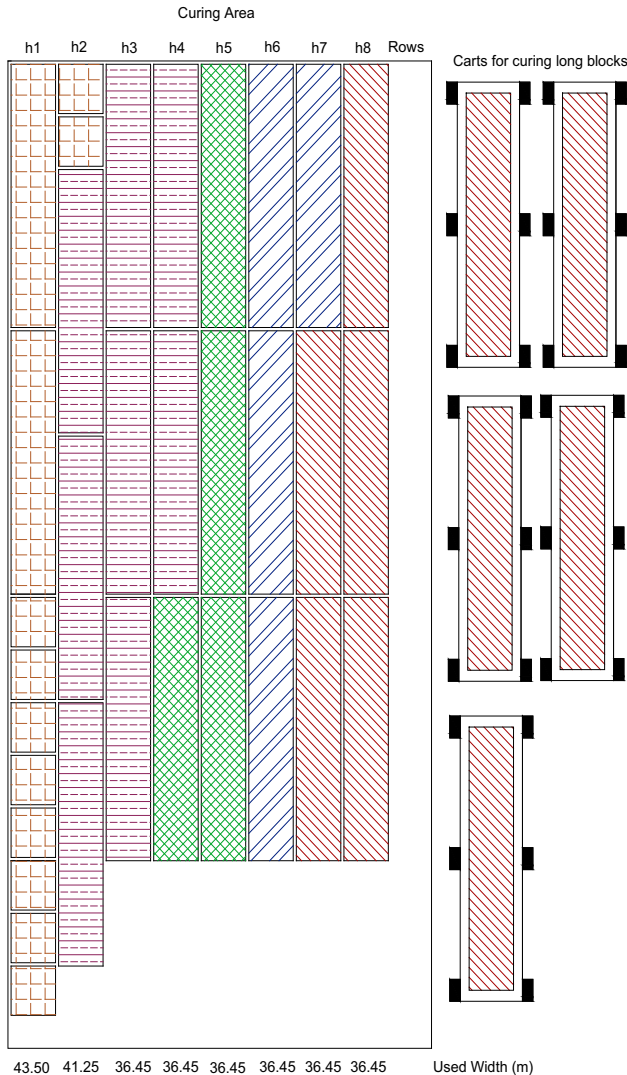 Curing Area
h1 h2 h3 h4 h5 h6 h7 h8 Rows
Carts for curing long blocks
43.50 41.25 36.45 36.45 36.45 36.45 36.45 36.45 Used Width (m)